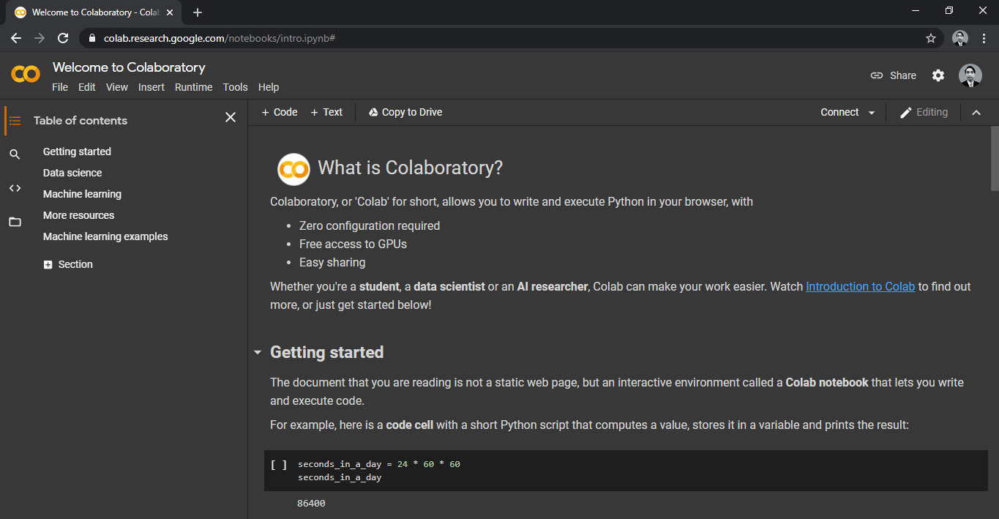 Welcome to Colaboratory - Colab
colab.research.google.com/notebooks/intro.ipynb#
Welcome to Colaboratory
File Edit View Insert Runtime Tools Help
Share
Table of contents
Getting started
Data science
Machine learning
More resources
Machine learning examples
Section
+ Code + Text Copy to Drive
Connect Editing
What is Colaboratory?
Colaboratory, or 'Colab' for short, allows you to write and execute Python in your browser, with
• Zero configuration required
• Free access to GPUs
• Easy sharing
Whether you're a student, a data scientist or an AI researcher, Colab can make your work easier. Watch Introduction to Colab to find out
more, or just get started below!
Getting started
The document that you are reading is not a static web page, but an interactive environment called a Colab notebook that lets you write
and execute code.
For example, here is a code cell with a short Python script that computes a value, stores it in a variable and prints the result:
[ ] seconds_in_a_day = 24 * 60 * 60
seconds_in_a_day
86400